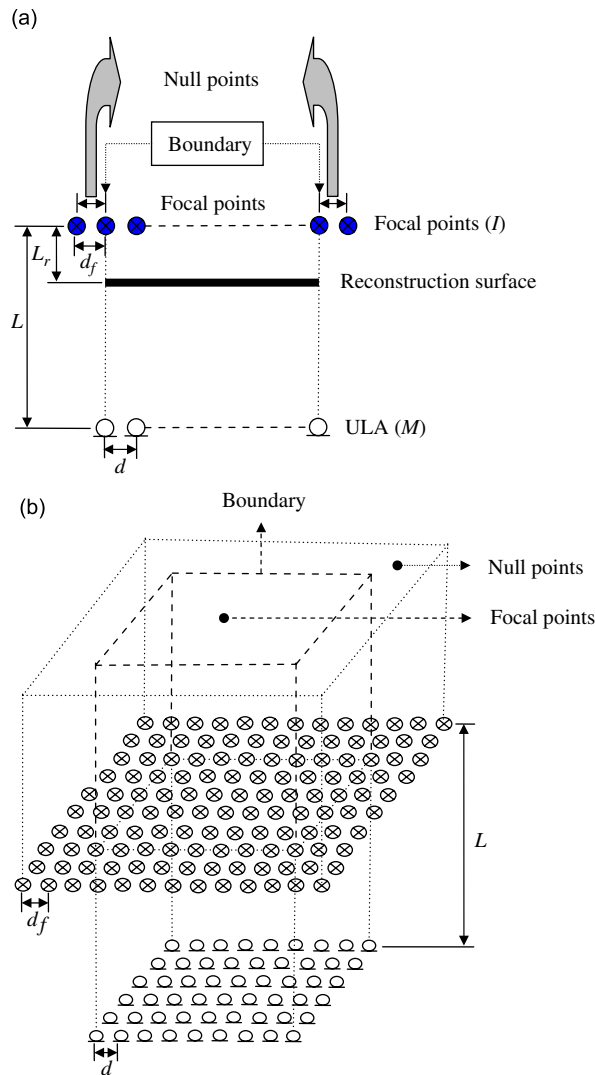 (a)
Null points
Boundary
Focal points
Focal points (I)
d_f
L_r
Reconstruction surface
L
ULA (M)
d
(b)
Boundary
Null points
Focal points
L
d_f
d